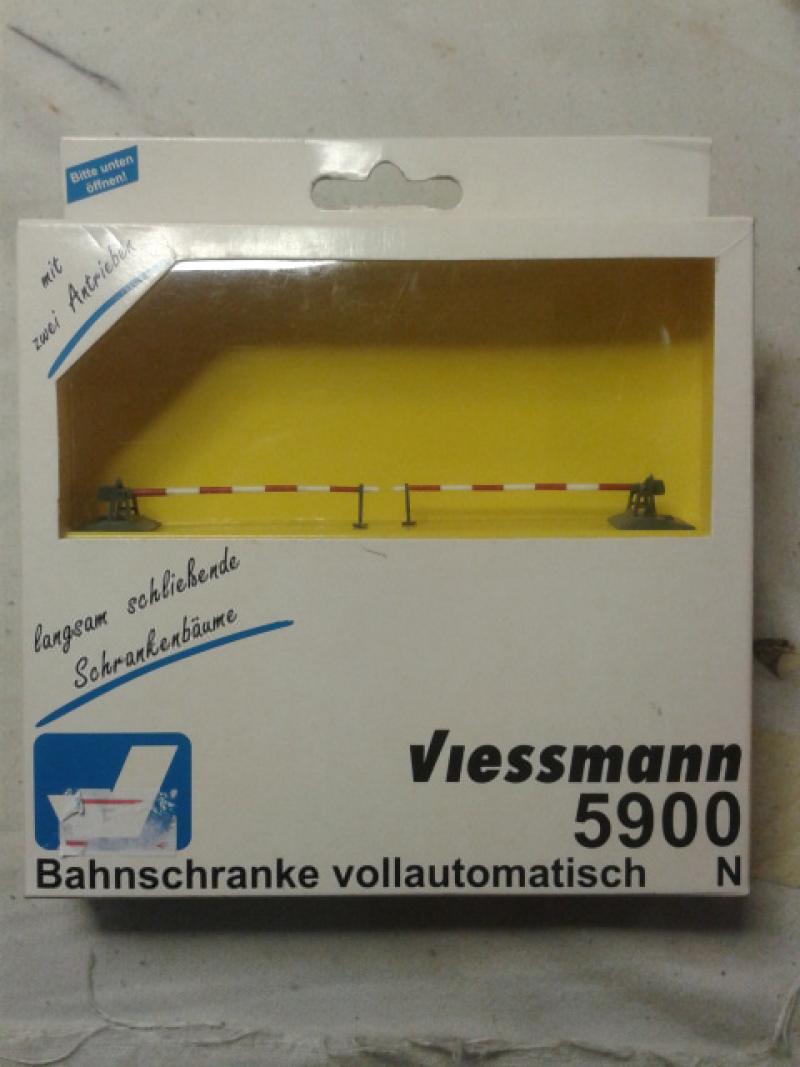 Bitte unten
öffnen!
mit
zwei Antrieben
langsam schließende
Schrankenbäume
Viessmann
5900
Bahnschranke vollautomatisch N